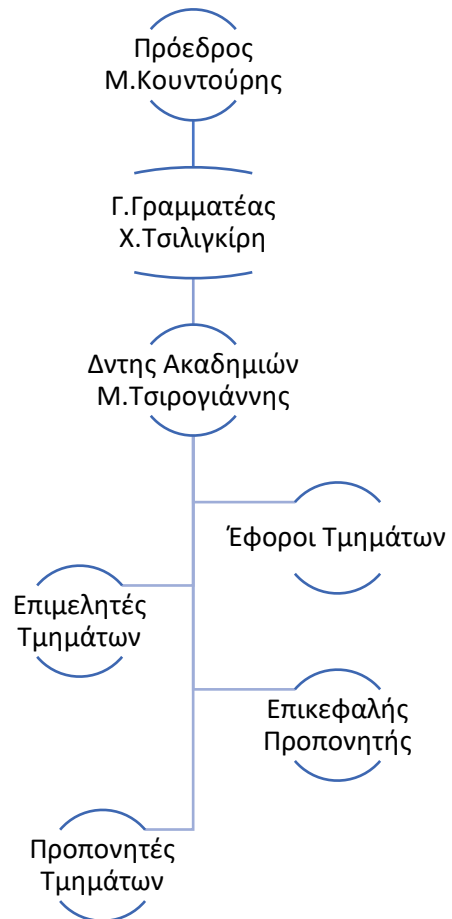 Πρόεδρος
Μ.Κουντούρης
Γ.Γραμματέας
Χ.Τσιλιγκίρη
Δντης Ακαδημιών
Μ.Τσιρογιάννης
Έφοροι Τμημάτων
Επιμελητές
Τμημάτων
Επικεφαλής
Προπονητής
Προπονητές
Τμημάτων